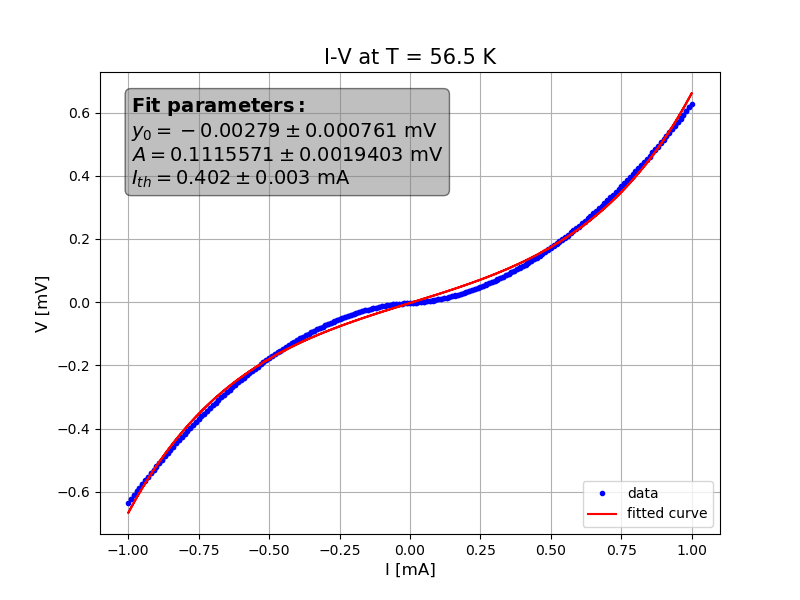 I-V at T = 56.5 K
Fit parameters:
y₀ = −0.00279 ± 0.000761 mV
A = 0.1115571 ± 0.0019403 mV
Iₜₕ = 0.402 ± 0.003 mA
V [mV]
0.6
0.4
0.2
0.0
−0.2
−0.4
−0.6
data
fitted curve
−1.00 −0.75 −0.50 −0.25 0.00 0.25 0.50 0.75 1.00
I [mA]